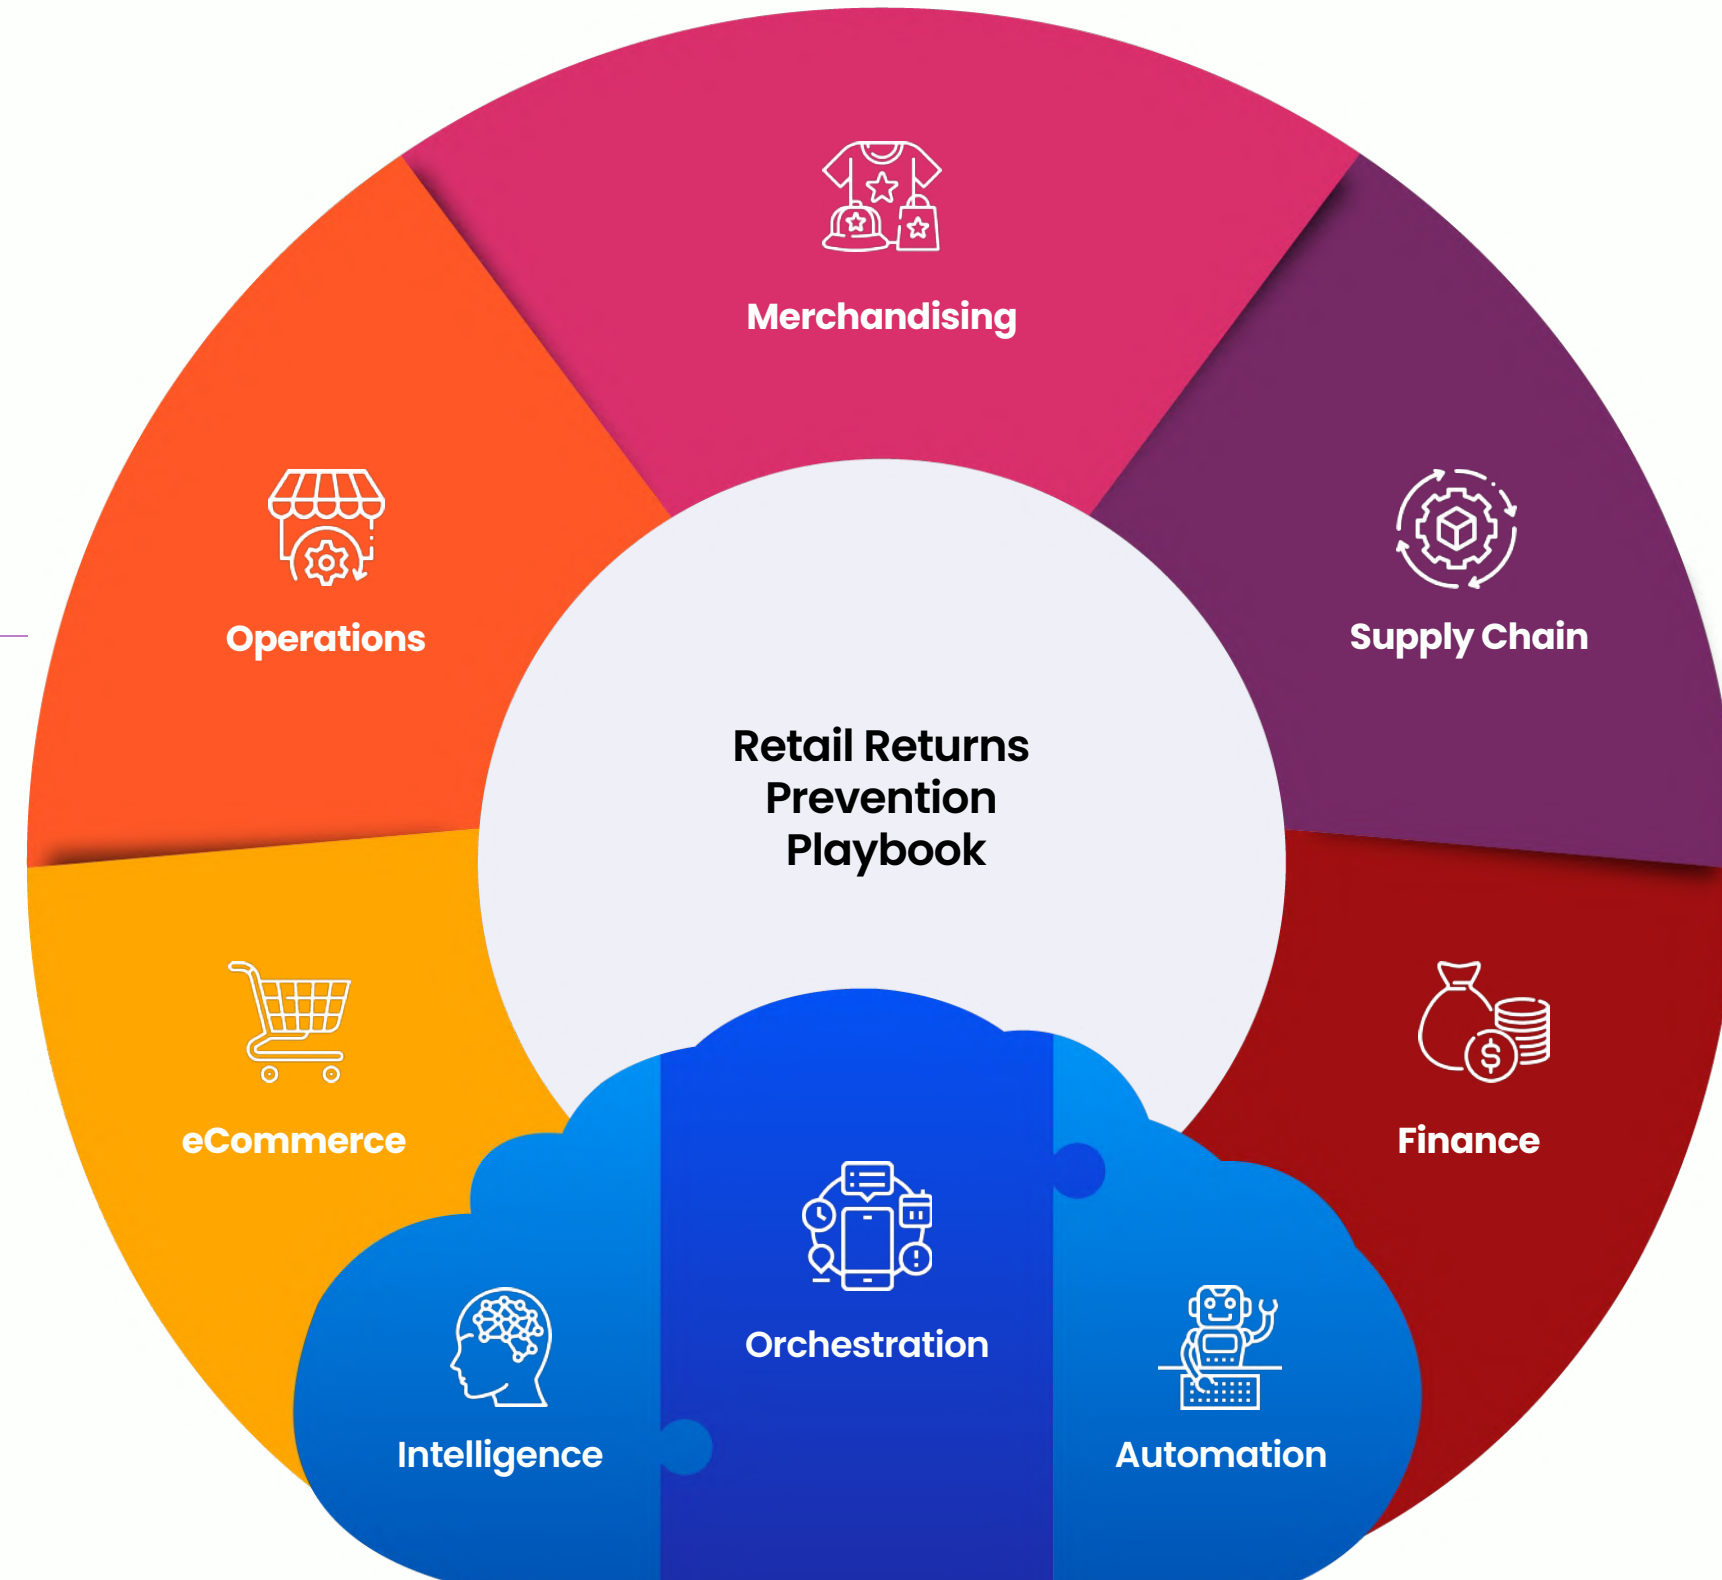 Merchandising
Operations
Supply Chain
Retail Returns
Prevention
Playbook
eCommerce
Finance
Orchestration
Intelligence
Automation